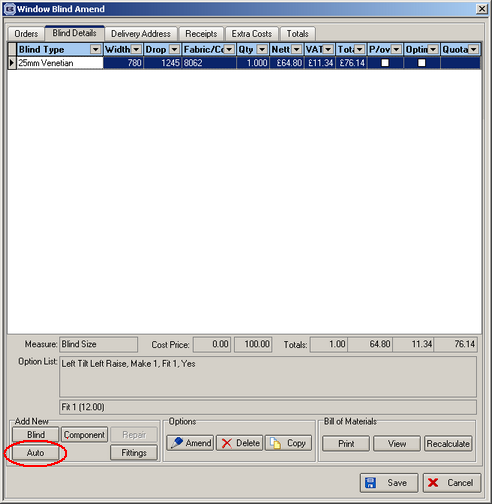 Window Blind Amend
Orders Blind Details Delivery Address Receipts Extra Costs Totals
Blind Type Width Drop Fabric/Co Qty Nett VAT Tota P/ov Optim Quota
25mm Venetian 780 1245 8062 1.000 £64.80 £11.34 £76.14
Measure: Blind Size Cost Price: 0.00 100.00 Totals: 1.00 64.80 11.34 76.14
Option List: Left Tilt Left Raise, Make 1, Fit 1, Yes
Fit 1 (12.00)
Add New Options Bill of Materials
Blind Component Repair Amend Delete Copy Print View Recalculate
Auto Fittings
Save Cancel